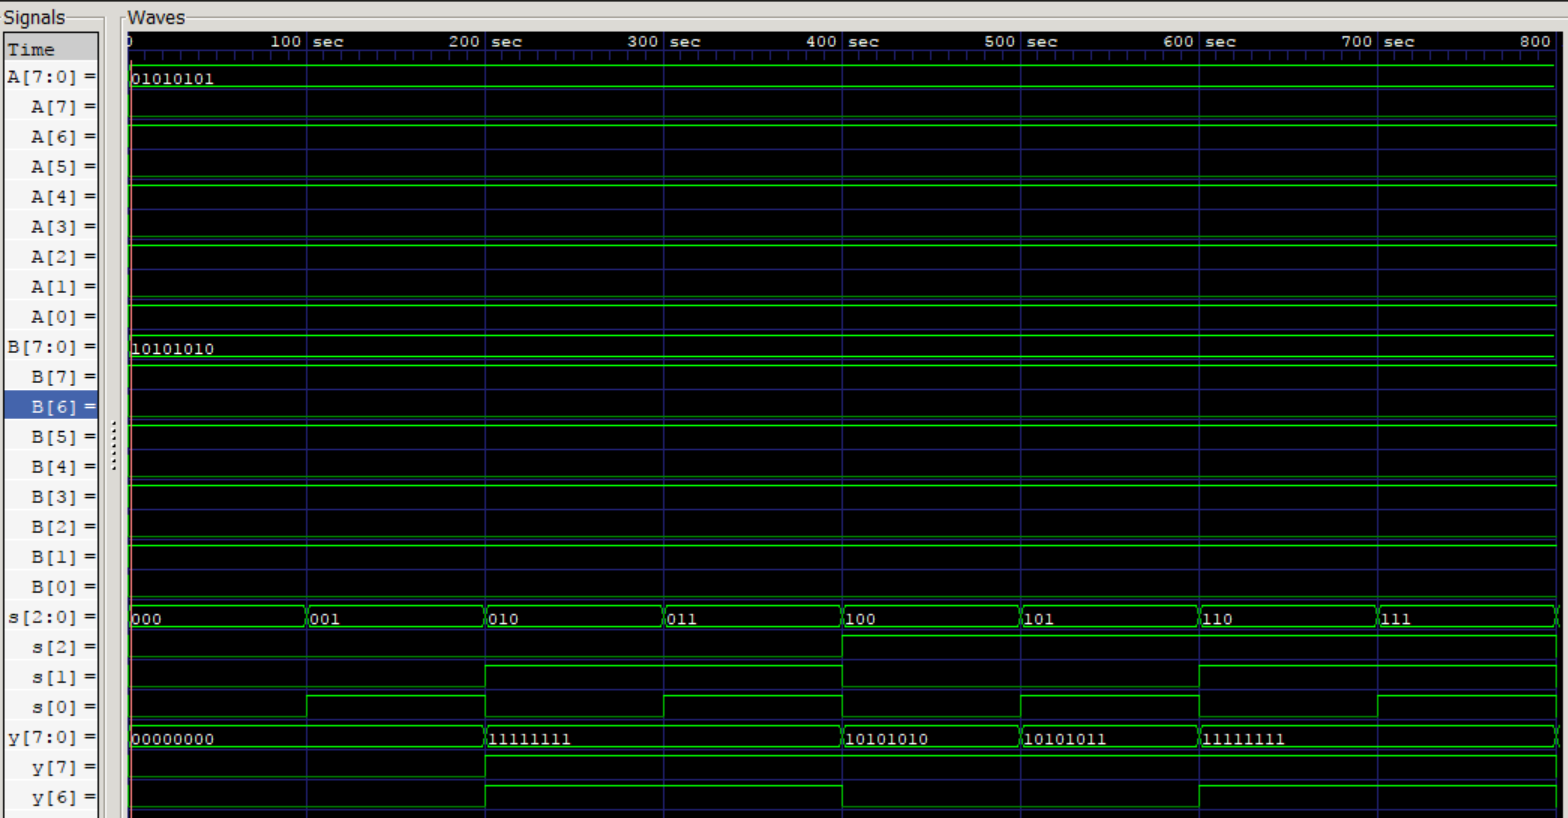 Signals Waves
Time 0 100 sec 200 sec 300 sec 400 sec 500 sec 600 sec 700 sec 800
A[7:0] = 01010101
A[7] =
A[6] =
A[5] =
A[4] =
A[3] =
A[2] =
A[1] =
A[0] =
B[7:0] = 10101010
B[7] =
B[6] =
B[5] =
B[4] =
B[3] =
B[2] =
B[1] =
B[0] =
s[2:0] = 000 001 010 011 100 101 110 111
s[2] =
s[1] =
s[0] =
y[7:0] = 00000000 11111111 10101010 10101011 11111111
y[7] =
y[6] =